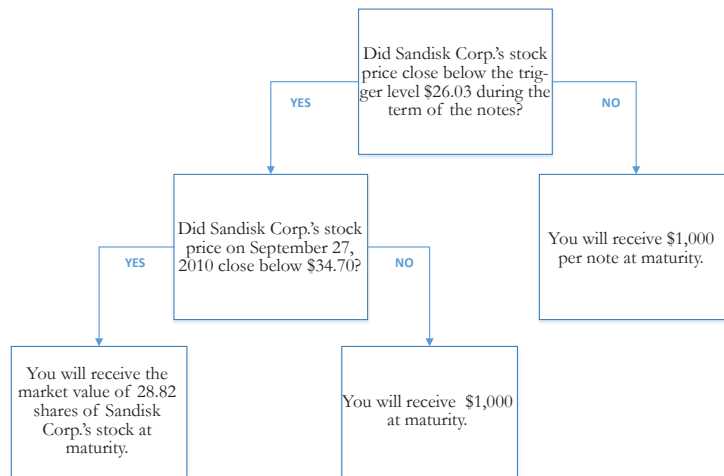 Did Sandisk Corp.'s stock
price close below the trig-
ger level $26.03 during the
term of the notes?
YES
NO
Did Sandisk Corp.'s stock
price on September 27,
2010 close below $34.70?
You will receive $1,000
per note at maturity.
YES
NO
You will receive the
market value of 28.82
shares of Sandisk
Corp.'s stock at
maturity.
You will receive $1,000
at maturity.